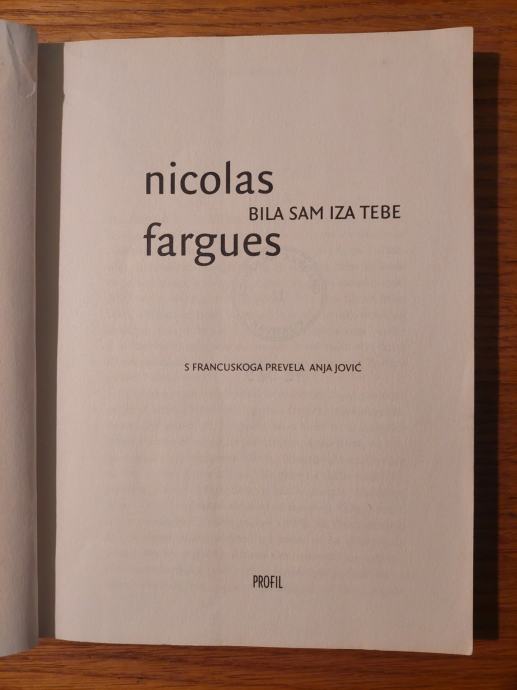 nicolas
BILA SAM IZA TEBE
fargues
S FRANCUSKOGA PREVELA ANJA JOVIĆ
PROFIL